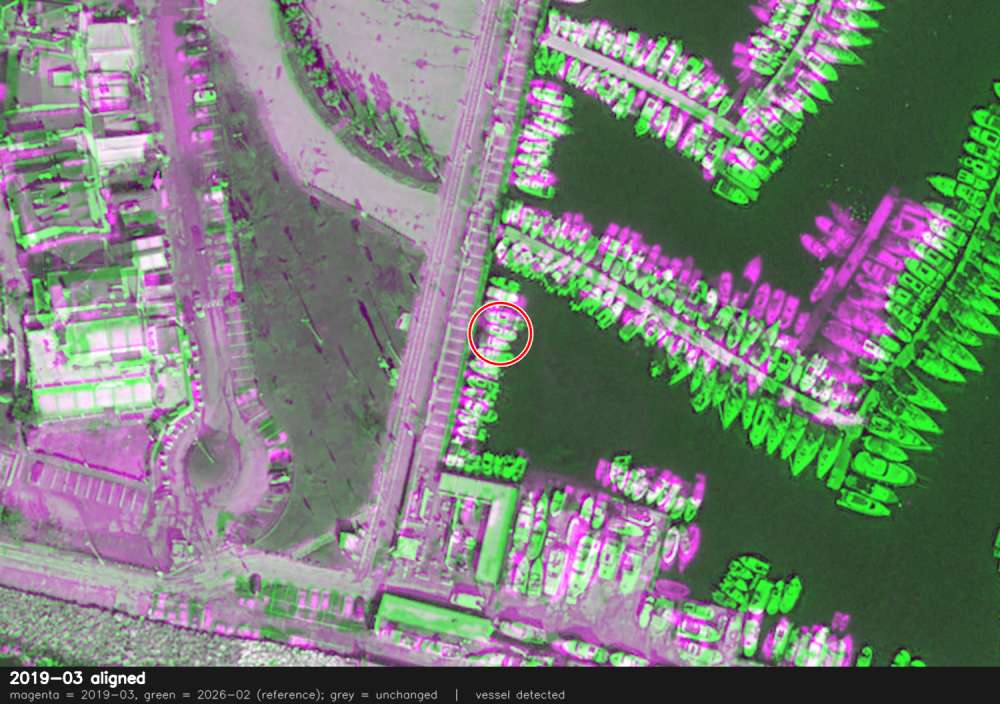 2019-03 aligned
magenta = 2019-03, green = 2026-02 (reference); grey = unchanged | vessel detected